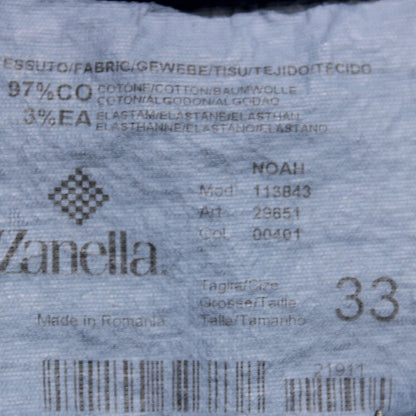 ESSUTO/FABRIC/GEWEBE/TISU/TEJIDO/TECIDO
97%CO COTONE/COTTON/BAUMWOLLE
COTON/ALGODON/ALGODAO
3%EA ELASTAM/ELASTANE/ELASTHAN
ELASTHANNE/ELASTANO/ELASTANO
NOAH
Mod. 113843
Art. 29651
Col. 00401
Zanella
Taglia/Size
Grosse/Taille 33
Talla/Tamanho
Made in Romania
21911